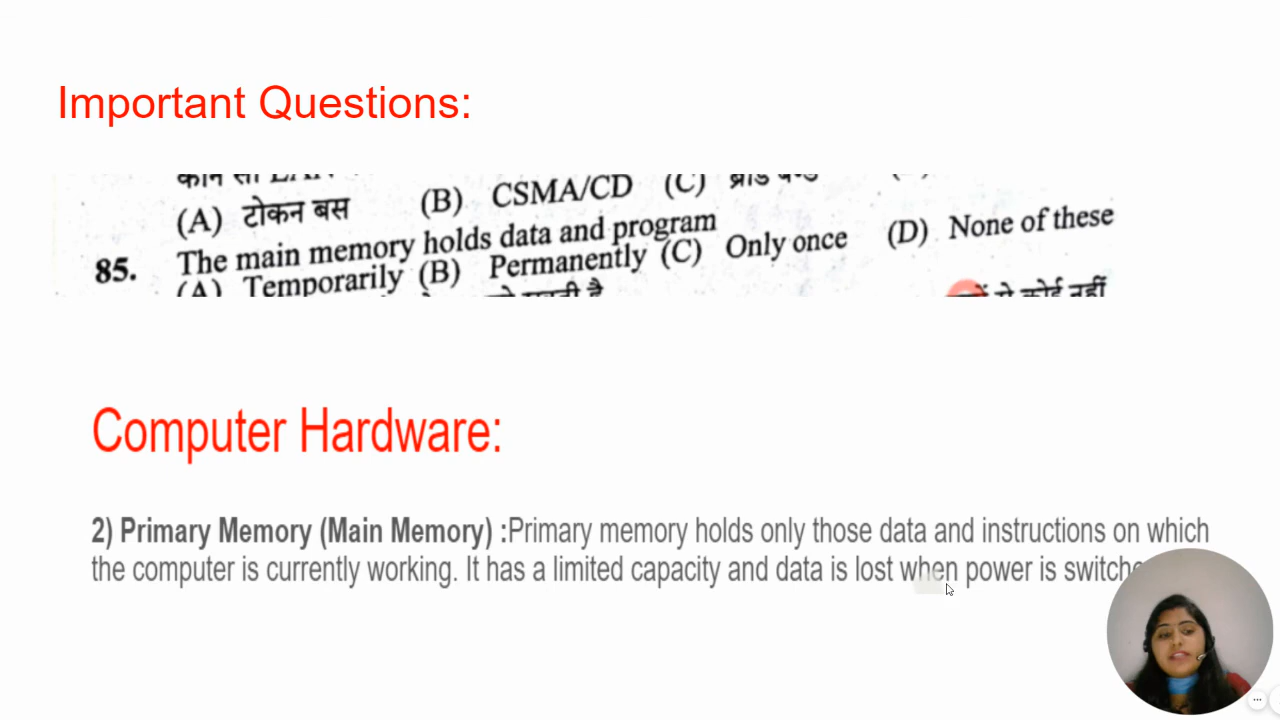 Important Questions:
(A) टोकन बस (B) CSMA/CD (C)
85. The main memory holds data and program
(A) Temporarily (B) Permanently (C) Only once (D) None of these
Computer Hardware:
2) Primary Memory (Main Memory) :Primary memory holds only those data and instructions on which
the computer is currently working. It has a limited capacity and data is lost when power is